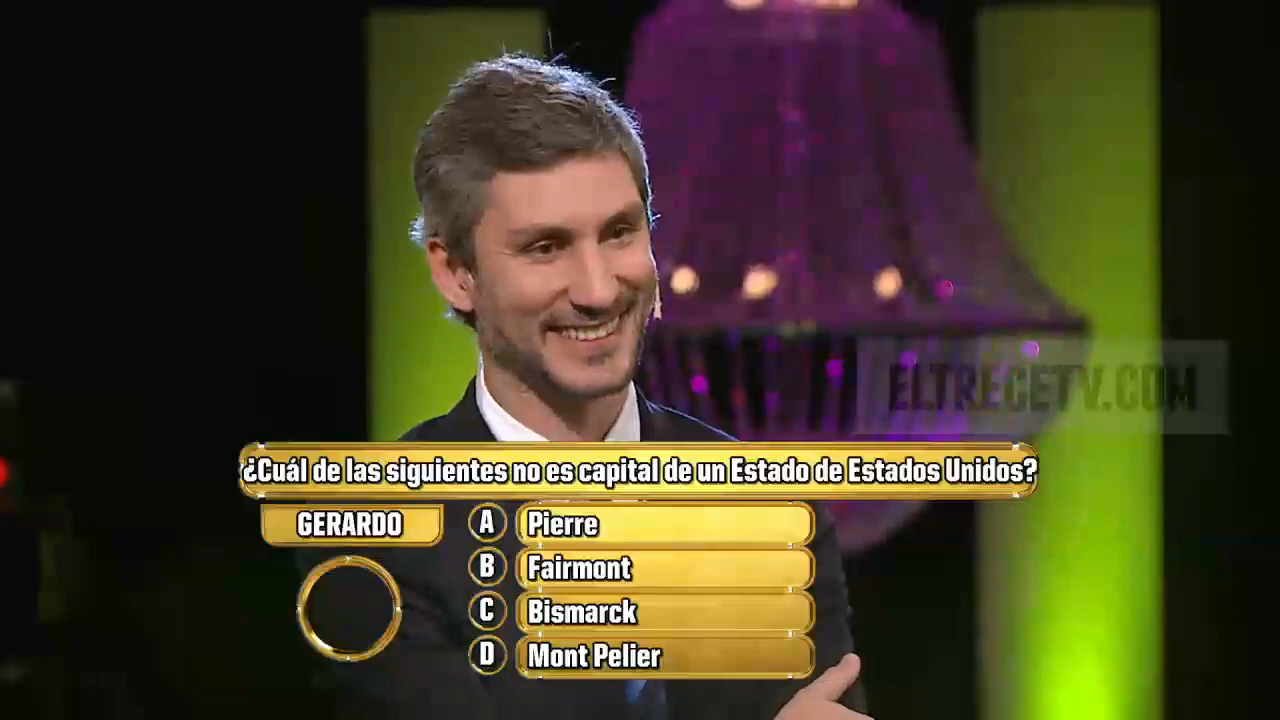 ELTRECETV.COM
¿Cuál de las siguientes no es capital de un Estado de Estados Unidos?
GERARDO
A Pierre
B Fairmont
C Bismarck
D Mont Pelier